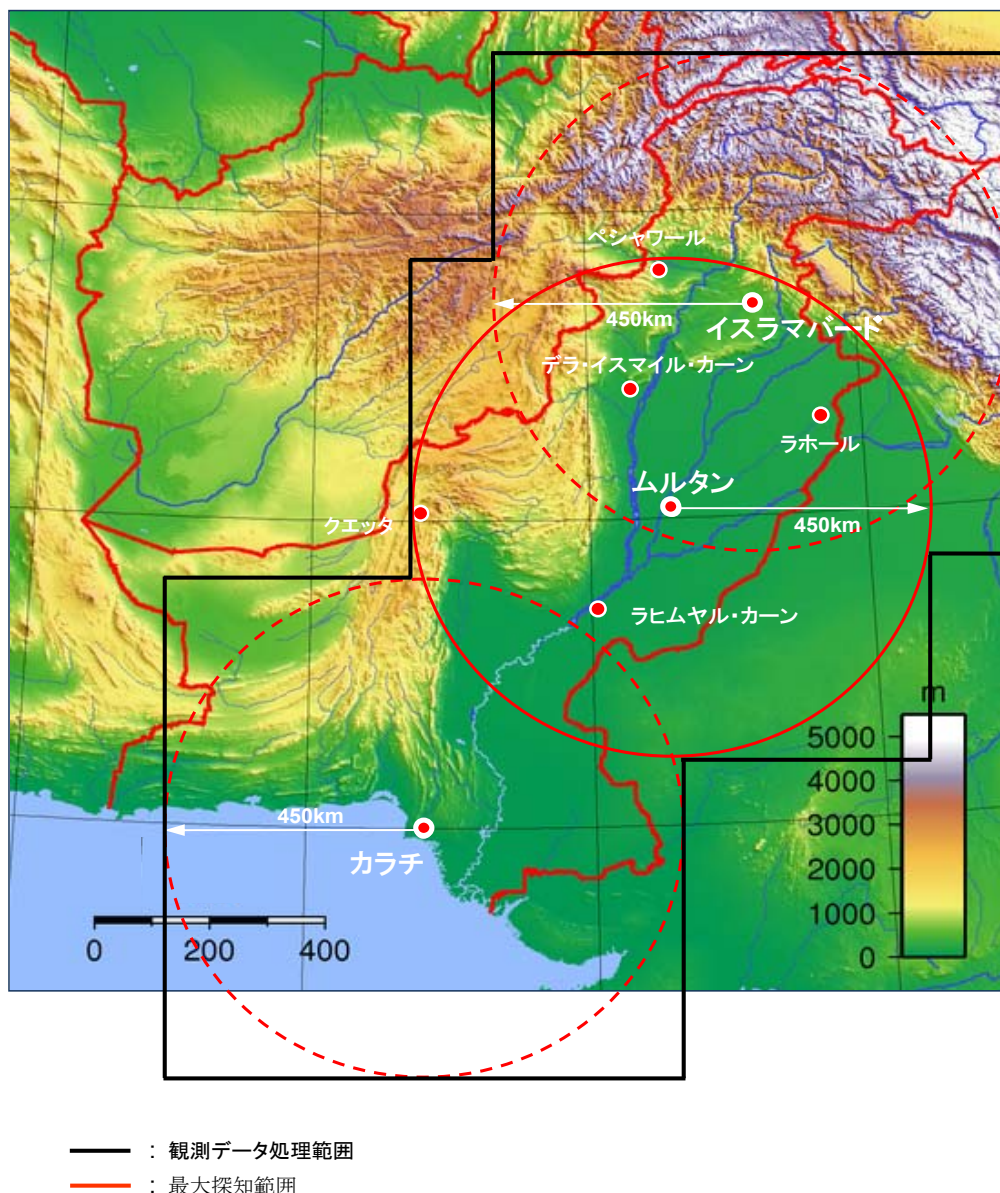 ペシャワール
450km
イスラマバード
デラ・イスマイル・カーン
ラホール
ムルタン
クエッタ
450km
ラヒムヤル・カーン
m
5000
4000
3000
2000
1000
0
450km
カラチ
0 200 400
: 観測データ処理範囲
: 最大探知範囲